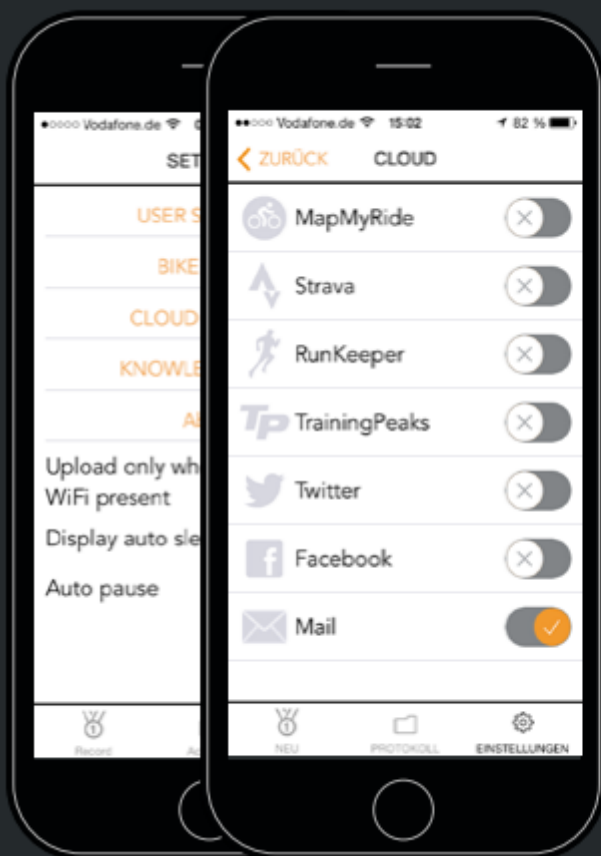 Vodafone.de
SET
USER S
BIKE
CLOUD
KNOWLE
Upload only wh
WiFi present
Display auto sle
Auto pause
Record
Vodafone.de 15:02 82 %
ZURÜCK CLOUD
MapMyRide
Strava
RunKeeper
TP TrainingPeaks
Twitter
f Facebook
Mail
NEU PROTOKOLL EINSTELLUNGEN